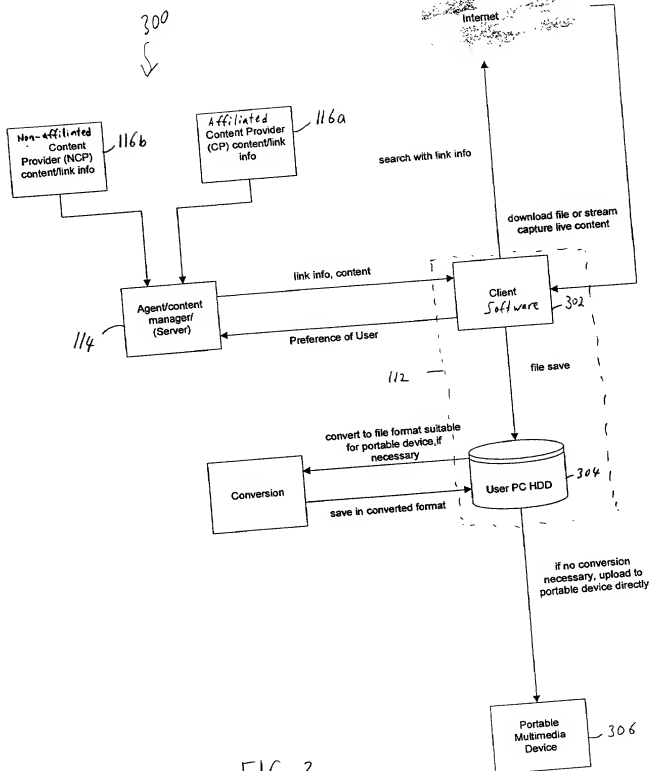 300
Internet
Non-affiliated
Content
Provider (NCP)
content/link info
116b
Affiliated
Content Provider
(CP) content/link
info
116a
search with link info
download file or stream
capture live content
link info, content
Agent/content
manager/
(Server)
114
Preference of User
Client
Software
302
112
file save
convert to file format suitable
for portable device,if
necessary
Conversion
save in converted format
User PC HDD
304
if no conversion
necessary, upload to
portable device directly
Portable
Multimedia
Device
306